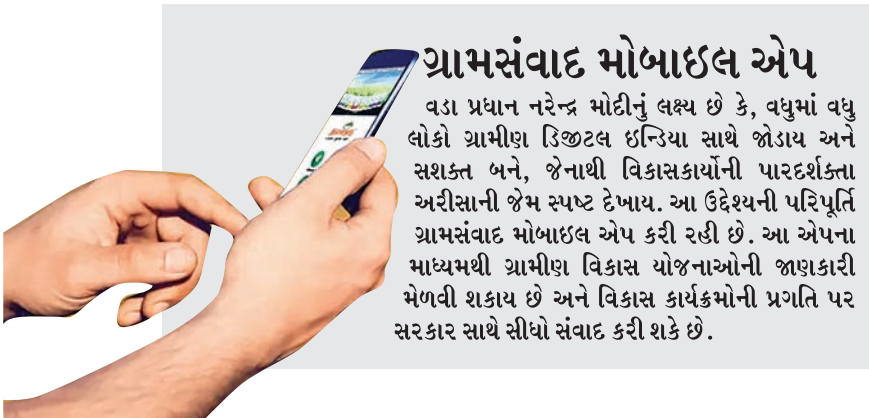 ગ્રામસંવાદ મોબાઇલ એપ
વડા પ્રધાન નરેન્દ્ર મોદીનું લક્ષ્ય છે કે, વધુમાં વધુ
લોકો ગ્રામીણ ડિજીટલ ઇન્ડિયા સાથે જોડાય અને
સશક્ત બને, જેનાથી વિકાસકાર્યોની પારદર્શક્તા
અરીસાની જેમ સ્પષ્ટ દેખાય. આ ઉદ્દેશ્યની પરિપૂર્તિ
ગ્રામસંવાદ મોબાઇલ એપ કરી રહી છે. આ એપના
માધ્યમથી ગ્રામીણ વિકાસ યોજનાઓની જાણકારી
મેળવી શકાય છે અને વિકાસ કાર્યક્રમોની પ્રગતિ પર
સરકાર સાથે સીધો સંવાદ કરી શકે છે.